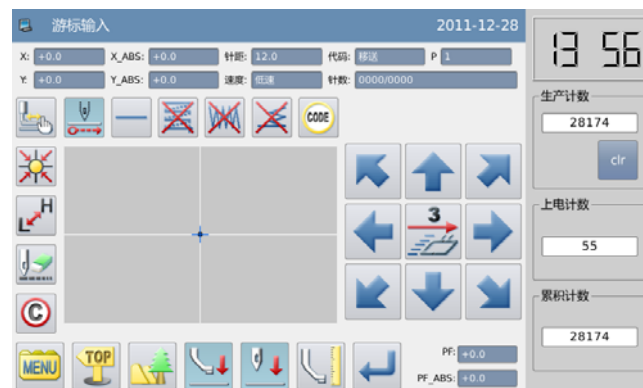 游标输入 2011-12-28
13 56
X: +0.0 X_ABS: +0.0 针距: 12.0 代码: 移送 P 1
Y: +0.0 Y_ABS: +0.0 速度: 低速 针数: 0000/0000
生产计数
28174
clr
CODE
H
L
3
上电计数
55
C
累积计数
28174
MENU TOP
PF: +0.0
PF_ABS: +0.0